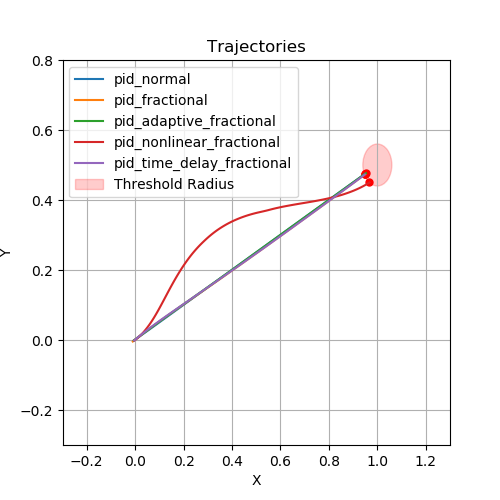 Trajectories
pid_normal
pid_fractional
pid_adaptive_fractional
pid_nonlinear_fractional
pid_time_delay_fractional
Threshold Radius
0.8
0.6
0.4
0.2
0.0
−0.2
Y
−0.2 0.0 0.2 0.4 0.6 0.8 1.0 1.2
X